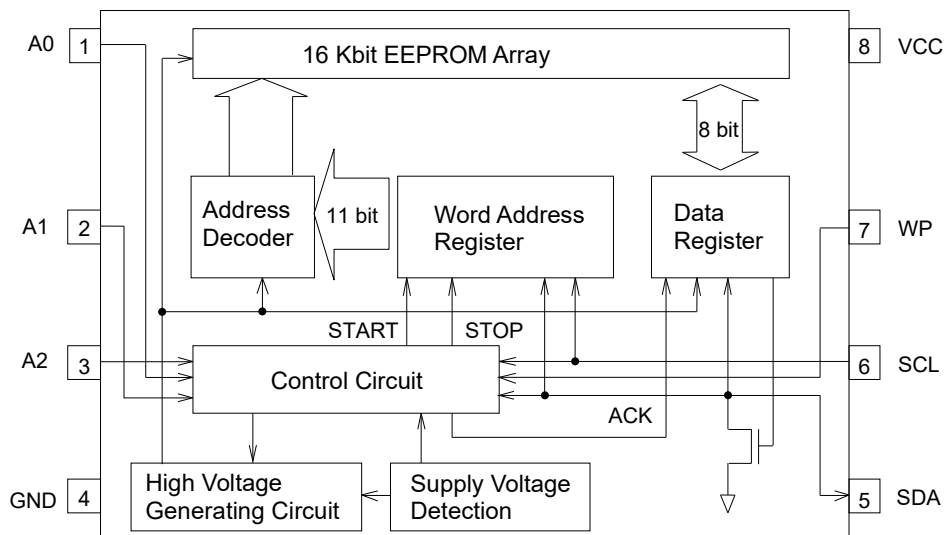 A0 1
16 Kbit EEPROM Array
8 VCC
8 bit
A1 2
Address
Decoder
11 bit
Word Address
Register
Data
Register
7 WP
START
STOP
A2 3
Control Circuit
6 SCL
ACK
GND 4
High Voltage
Generating Circuit
Supply Voltage
Detection
5 SDA